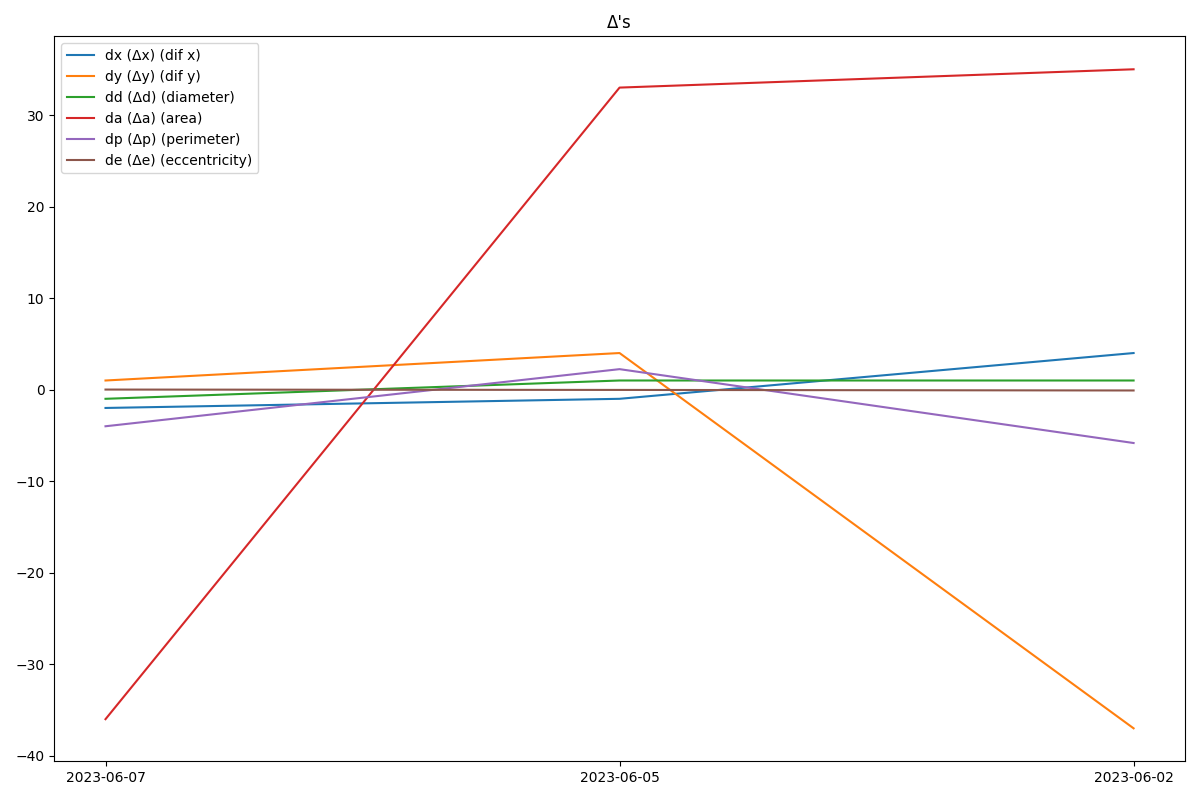 Δ's
dx (Δx) (dif x)
dy (Δy) (dif y)
dd (Δd) (diameter)
da (Δa) (area)
dp (Δp) (perimeter)
de (Δe) (eccentricity)
30
20
10
0
−10
−20
−30
−40
2023-06-07 2023-06-05 2023-06-02